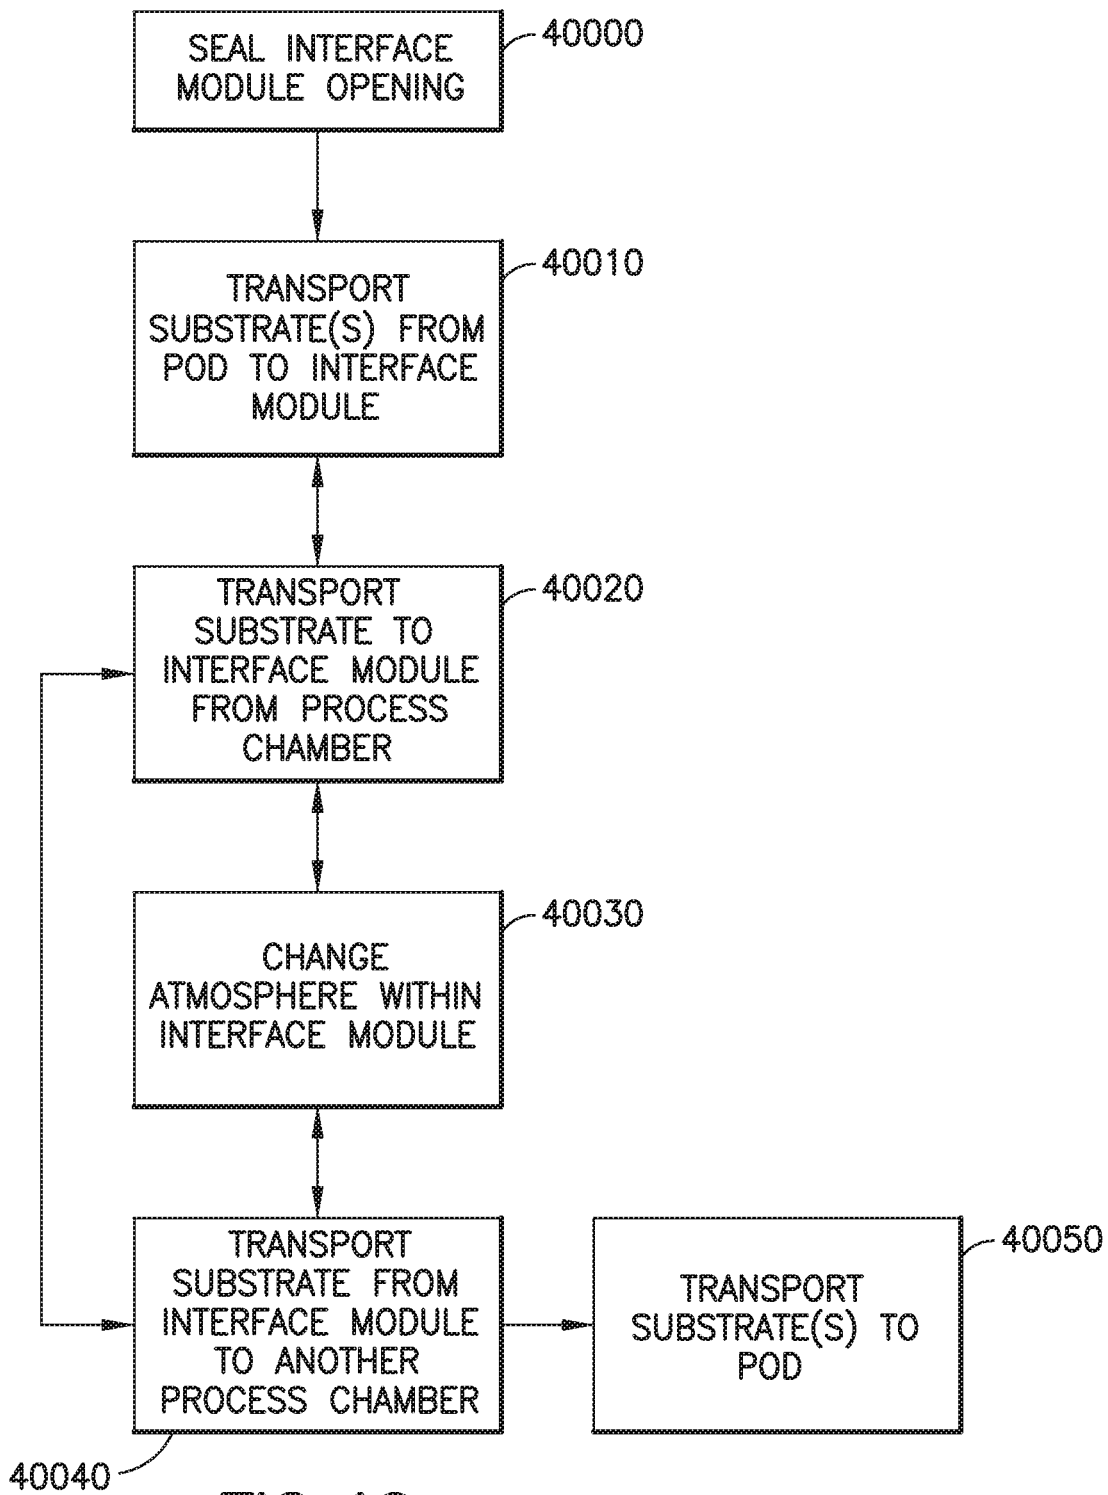 SEAL INTERFACE
MODULE OPENING
40000
TRANSPORT
SUBSTRATE(S) FROM
POD TO INTERFACE
MODULE
40010
TRANSPORT
SUBSTRATE TO
INTERFACE MODULE
FROM PROCESS
CHAMBER
40020
CHANGE
ATMOSPHERE WITHIN
INTERFACE MODULE
40030
TRANSPORT
SUBSTRATE FROM
INTERFACE MODULE
TO ANOTHER
PROCESS CHAMBER
40040
TRANSPORT
SUBSTRATE(S) TO
POD
40050